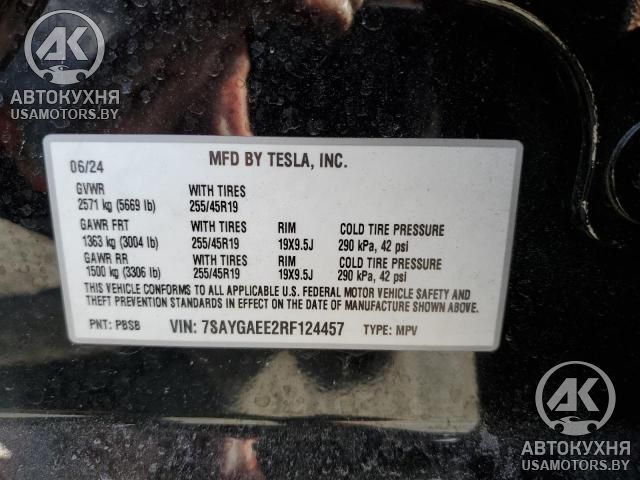 АК
АВТОКУХНЯ
USAMOTORS.BY
06/24 MFD BY TESLA, INC.
GVWR WITH TIRES
2571 kg (5669 lb) 255/45R19
GAWR FRT WITH TIRES RIM COLD TIRE PRESSURE
1363 kg (3004 lb) 255/45R19 19X9.5J 290 kPa, 42 psi
GAWR RR WITH TIRES RIM COLD TIRE PRESSURE
1500 kg (3306 lb) 255/45R19 19X9.5J 290 kPa, 42 psi
THIS VEHICLE CONFORMS TO ALL APPLICABLE U.S. FEDERAL MOTOR VEHICLE SAFETY AND
THEFT PREVENTION STANDARDS IN EFFECT ON THE DATE OF MANUFACTURE SHOWN ABOVE.
PNT: PBSB VIN: 7SAYGAEE2RF124457 TYPE: MPV
АК
АВТОКУХНЯ
USAMOTORS.BY